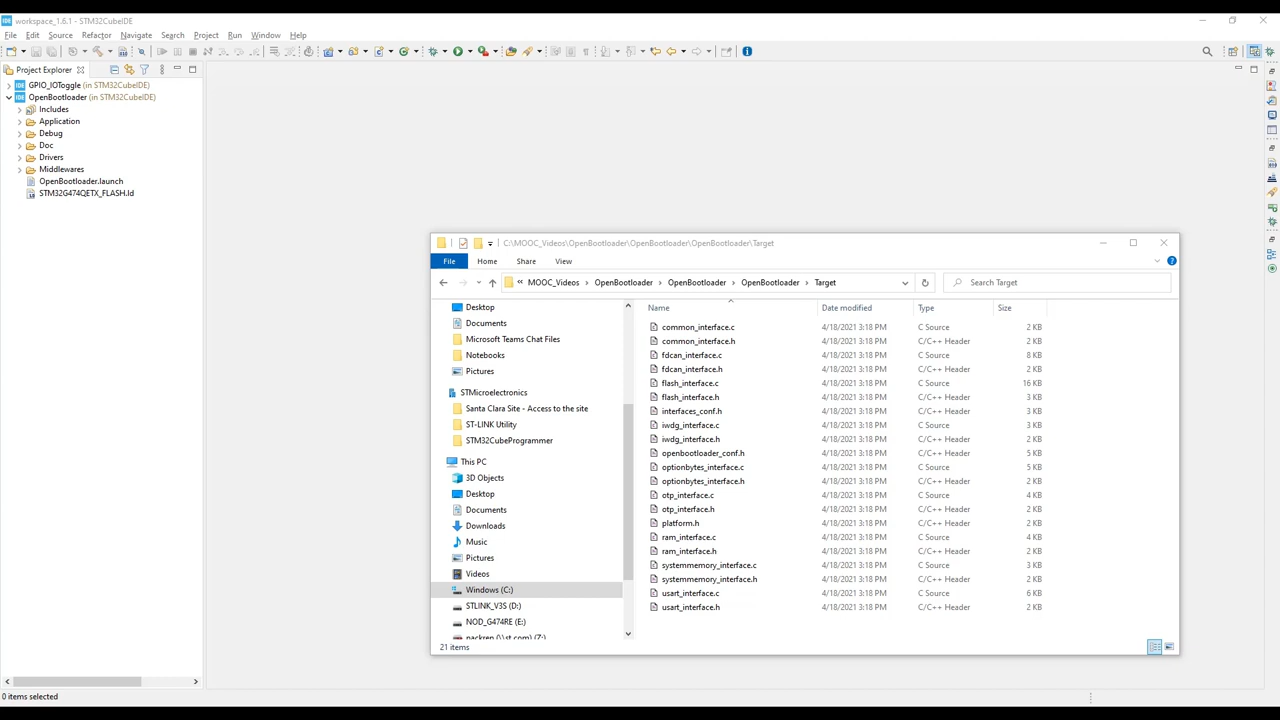 IDE workspace_1.6.1 - STM32CubeIDE
File Edit Source Refactor Navigate Search Project Run Window Help
Project Explorer
IDE GPIO_IOToggle (in STM32CubeIDE)
IDE OpenBootloader (in STM32CubeIDE)
Includes
Application
Debug
Doc
Drivers
Middlewares
OpenBootloader.launch
STM32G474QETX_FLASH.ld
0 items selected
C:\MOOC_Videos\OpenBootloader\OpenBootloader\OpenBootloader\Target
File Home Share View
« MOOC_Videos > OpenBootloader > OpenBootloader > OpenBootloader > Target
Search Target
Desktop
Documents
Microsoft Teams Chat Files
Notebooks
Pictures
STMicroelectronics
Santa Clara Site - Access to the site
ST-LINK Utility
STM32CubeProgrammer
This PC
3D Objects
Desktop
Documents
Downloads
Music
Pictures
Videos
Windows (C:)
STLINK_V3S (D:)
NOD_G474RE (E:)
Name Date modified Type Size
common_interface.c 4/18/2021 3:18 PM C Source 2 KB
common_interface.h 4/18/2021 3:18 PM C/C++ Header 2 KB
fdcan_interface.c 4/18/2021 3:18 PM C Source 8 KB
fdcan_interface.h 4/18/2021 3:18 PM C/C++ Header 2 KB
flash_interface.c 4/18/2021 3:18 PM C Source 16 KB
flash_interface.h 4/18/2021 3:18 PM C/C++ Header 3 KB
interfaces_conf.h 4/18/2021 3:18 PM C/C++ Header 3 KB
iwdg_interface.c 4/18/2021 3:18 PM C Source 2 KB
iwdg_interface.h 4/18/2021 3:18 PM C/C++ Header 2 KB
openbootloader_conf.h 4/18/2021 3:18 PM C/C++ Header 5 KB
optionbytes_interface.c 4/18/2021 3:18 PM C Source 5 KB
optionbytes_interface.h 4/18/2021 3:18 PM C/C++ Header 2 KB
otp_interface.c 4/18/2021 3:18 PM C Source 4 KB
otp_interface.h 4/18/2021 3:18 PM C/C++ Header 2 KB
platform.h 4/18/2021 3:18 PM C/C++ Header 2 KB
ram_interface.c 4/18/2021 3:18 PM C Source 4 KB
ram_interface.h 4/18/2021 3:18 PM C/C++ Header 2 KB
systemmemory_interface.c 4/18/2021 3:18 PM C Source 3 KB
systemmemory_interface.h 4/18/2021 3:18 PM C/C++ Header 2 KB
usart_interface.c 4/18/2021 3:18 PM C Source 6 KB
usart_interface.h 4/18/2021 3:18 PM C/C++ Header 2 KB
21 items